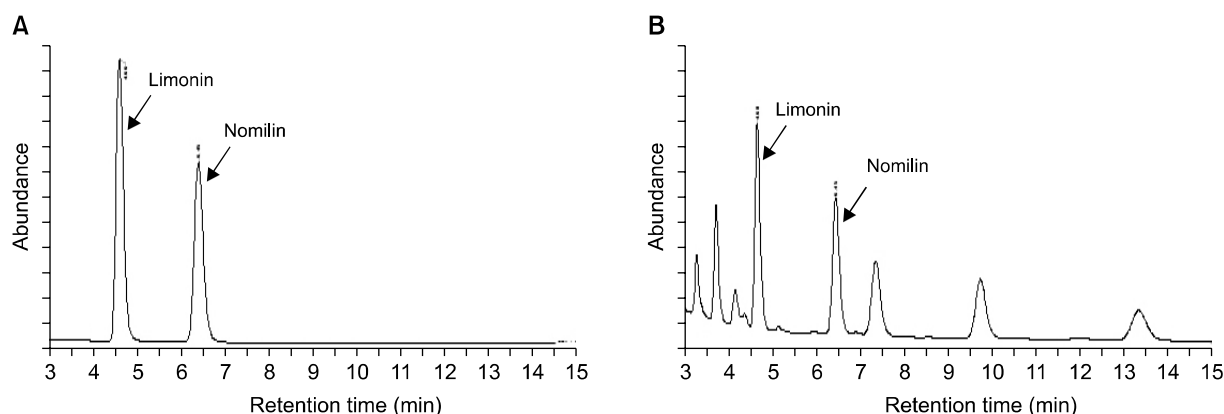 A
Abundance
Limonin
Nomilin
3 4 5 6 7 8 9 10 11 12 13 14 15
Retention time (min)
B
Abundance
Limonin
Nomilin
3 4 5 6 7 8 9 10 11 12 13 14 15
Retention time (min)